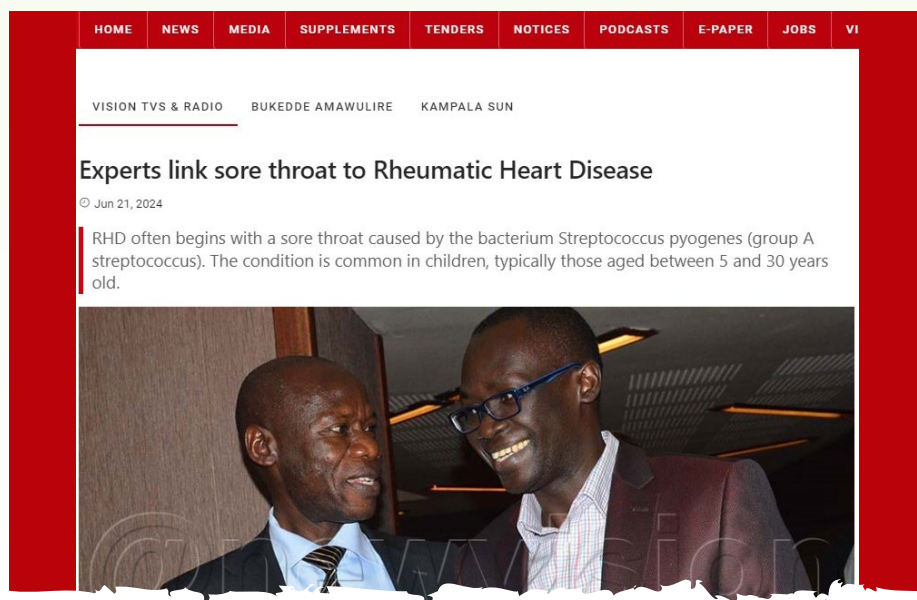 HOME NEWS MEDIA SUPPLEMENTS TENDERS NOTICES PODCASTS E-PAPER JOBS VI
VISION TVS & RADIO BUKEDDE AMAWULIRE KAMPALA SUN
Experts link sore throat to Rheumatic Heart Disease
Jun 21, 2024
RHD often begins with a sore throat caused by the bacterium Streptococcus pyogenes (group A
streptococcus). The condition is common in children, typically those aged between 5 and 30 years
old.
@newvision